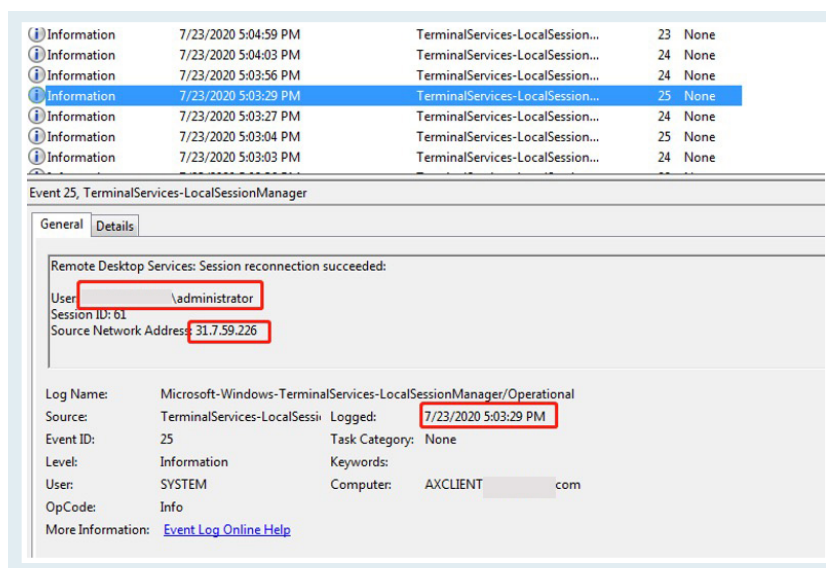 Information 7/23/2020 5:04:59 PM TerminalServices-LocalSession... 23 None
Information 7/23/2020 5:04:03 PM TerminalServices-LocalSession... 24 None
Information 7/23/2020 5:03:56 PM TerminalServices-LocalSession... 24 None
Information 7/23/2020 5:03:29 PM TerminalServices-LocalSession... 25 None
Information 7/23/2020 5:03:27 PM TerminalServices-LocalSession... 24 None
Information 7/23/2020 5:03:04 PM TerminalServices-LocalSession... 25 None
Information 7/23/2020 5:03:03 PM TerminalServices-LocalSession... 24 None
Event 25, TerminalServices-LocalSessionManager
General Details
Remote Desktop Services: Session reconnection succeeded:
User \administrator
Session ID: 61
Source Network Address: 31.7.59.226
Log Name: Microsoft-Windows-TerminalServices-LocalSessionManager/Operational
Source: TerminalServices-LocalSessi Logged: 7/23/2020 5:03:29 PM
Event ID: 25 Task Category: None
Level: Information Keywords:
User: SYSTEM Computer: AXCLIENT com
OpCode: Info
More Information: Event Log Online Help